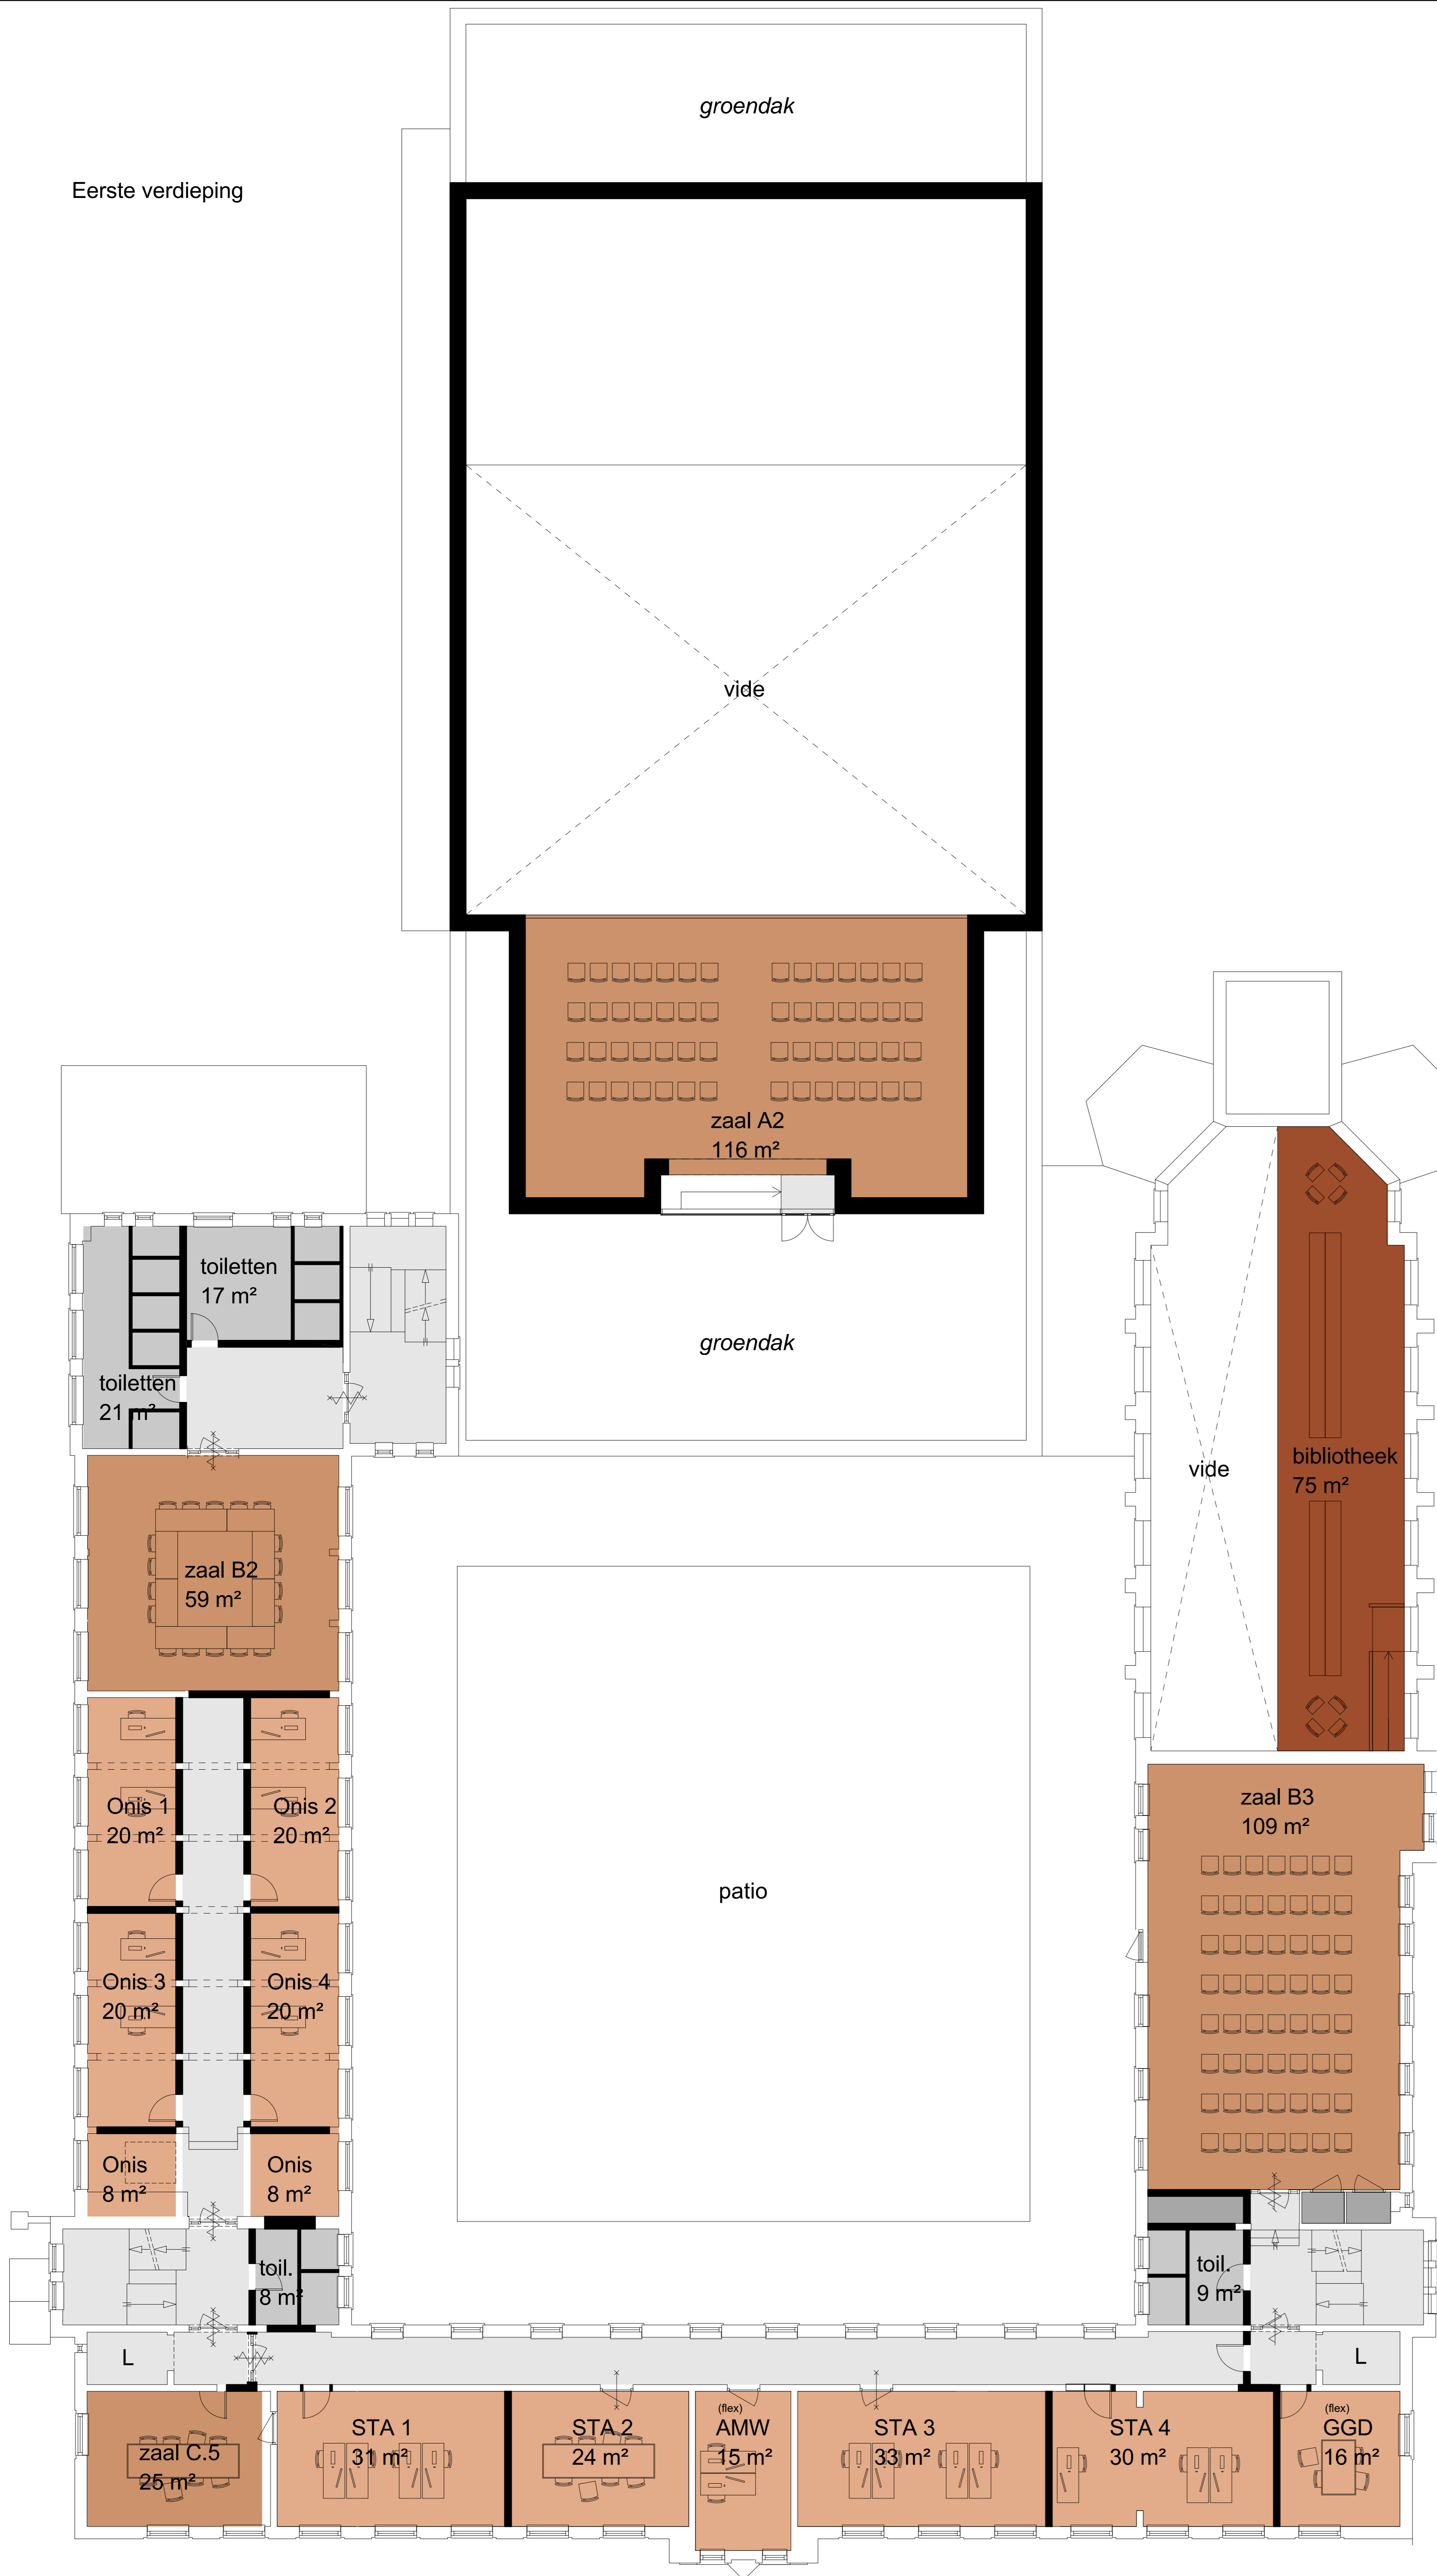 groendak
Eerste verdieping
vide
zaal A2
116 m²
toiletten
17 m²
groendak
toiletten
21 m²
bibliotheek
75 m²
vide
zaal B2
59 m²
zaal B3
109 m²
Onis 1
20 m²
Onis 2
20 m²
patio
Onis 3
20 m²
Onis 4
20 m²
Onis
8 m²
Onis
8 m²
toil.
8 m²
toil.
9 m²
L
L
zaal C.5
25 m²
STA 1
31 m²
STA 2
24 m²
(flex)
AMW
15 m²
STA 3
33 m²
STA 4
30 m²
(flex)
GGD
16 m²